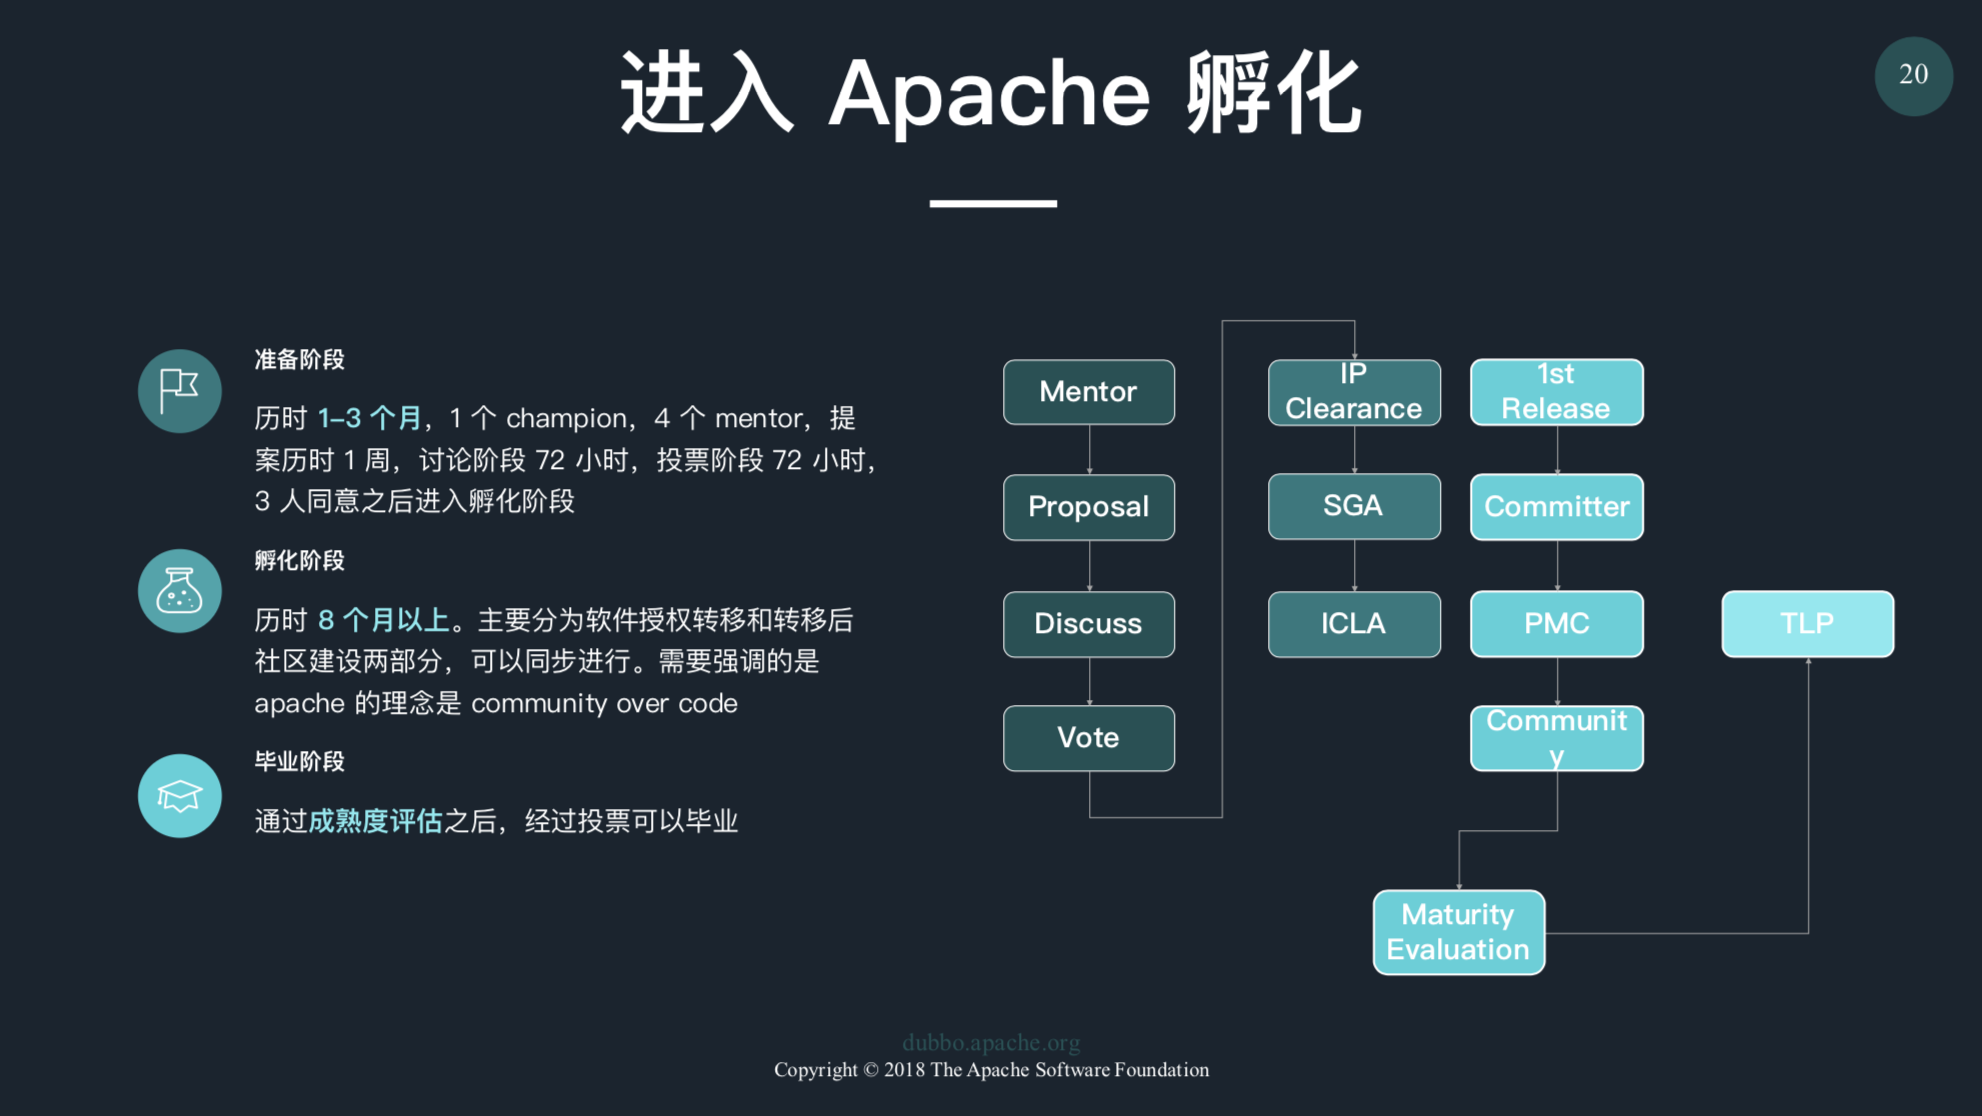 进入 Apache 孵化
20
准备阶段
历时 1-3 个月，1 个 champion，4 个 mentor，提
案历时 1 周，讨论阶段 72 小时，投票阶段 72 小时，
3 人同意之后进入孵化阶段
孵化阶段
历时 8 个月以上。主要分为软件授权转移和转移后
社区建设两部分，可以同步进行。需要强调的是
apache 的理念是 community over code
毕业阶段
通过成熟度评估之后，经过投票可以毕业
Mentor
Proposal
Discuss
Vote
IP
Clearance
SGA
ICLA
1st
Release
Committer
PMC
Communit
y
Maturity
Evaluation
TLP
dubbo.apache.org
Copyright © 2018 The Apache Software Foundation